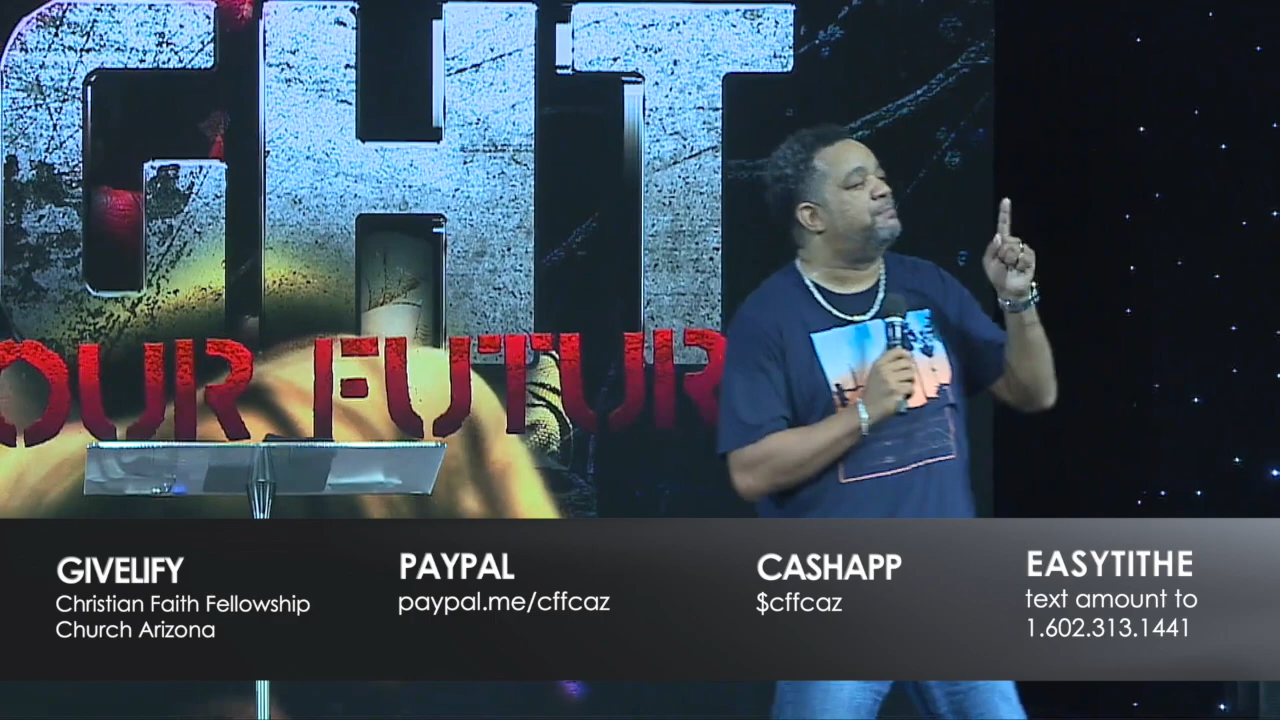 GHT
OUR FUTUR
GIVELIFY
Christian Faith Fellowship
Church Arizona
PAYPAL
paypal.me/cffcaz
CASHAPP
$cffcaz
EASYTITHE
text amount to
1.602.313.1441